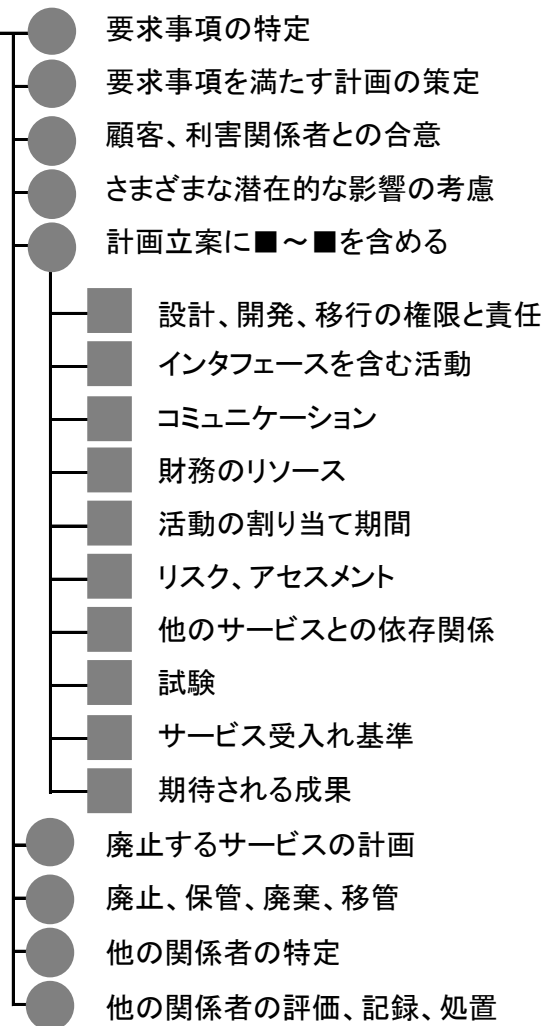 要求事項の特定
要求事項を満たす計画の策定
顧客、利害関係者との合意
さまざまな潜在的な影響の考慮
計画立案に■～■を含める
設計、開発、移行の権限と責任
インタフェースを含む活動
コミュニケーション
財務のリソース
活動の割り当て期間
リスク、アセスメント
他のサービスとの依存関係
試験
サービス受入れ基準
期待される成果
廃止するサービスの計画
廃止、保管、廃棄、移管
他の関係者の特定
他の関係者の評価、記録、処置